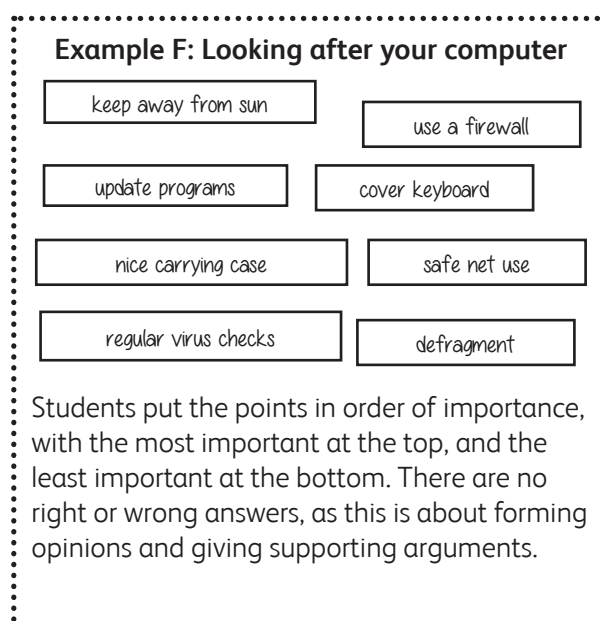 Example F: Looking after your computer
keep away from sun
use a firewall
update programs
cover keyboard
nice carrying case
safe net use
regular virus checks
defragment
Students put the points in order of importance,
with the most important at the top, and the
least important at the bottom. There are no
right or wrong answers, as this is about forming
opinions and giving supporting arguments.